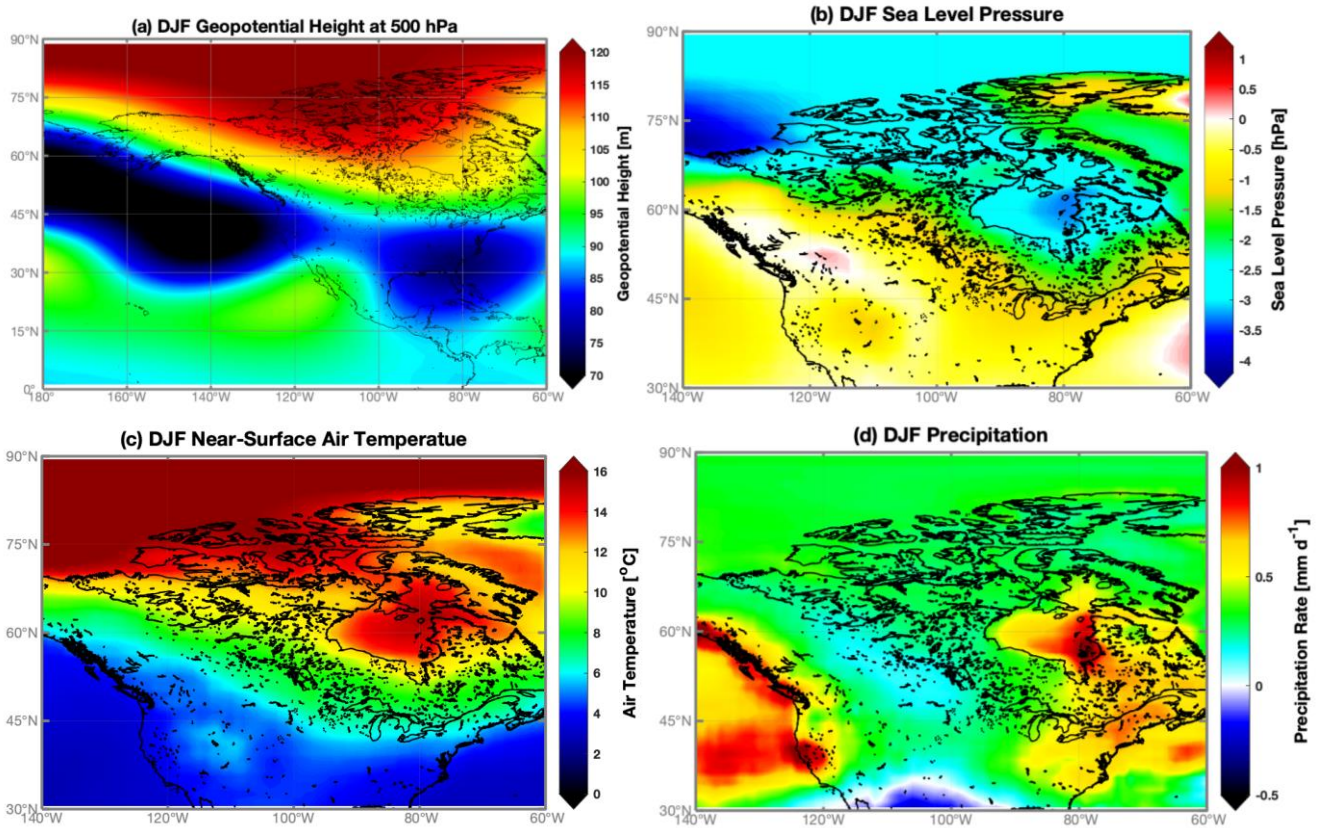 (a) DJF Geopotential Height at 500 hPa
90°N
75°N
60°N
45°N
30°N
15°N
0°
180°
160°W
140°W
120°W
100°W
80°W
60°W
120
115
110
105
100
95
90
85
80
75
70
Geopotential Height [m]
(b) DJF Sea Level Pressure
90°N
75°N
60°N
45°N
30°N
140°W
120°W
100°W
80°W
60°W
1
0.5
0
-0.5
-1
-1.5
-2
-2.5
-3
-3.5
-4
Sea Level Pressure [hPa]
(c) DJF Near-Surface Air Temperatue
90°N
75°N
60°N
45°N
30°N
140°W
120°W
100°W
80°W
60°W
16
14
12
10
8
6
4
2
0
Air Temperature [°C]
(d) DJF Precipitation
90°N
75°N
60°N
45°N
30°N
140°W
120°W
100°W
80°W
60°W
1
0.5
0
-0.5
Precipitation Rate [mm d⁻¹]